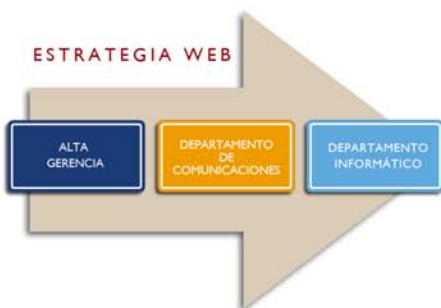 ESTRATEGIA WEB
ALTA
GERENCIA
DEPARTAMENTO
DE
COMUNICACIONES
DEPARTAMENTO
INFORMÁTICO